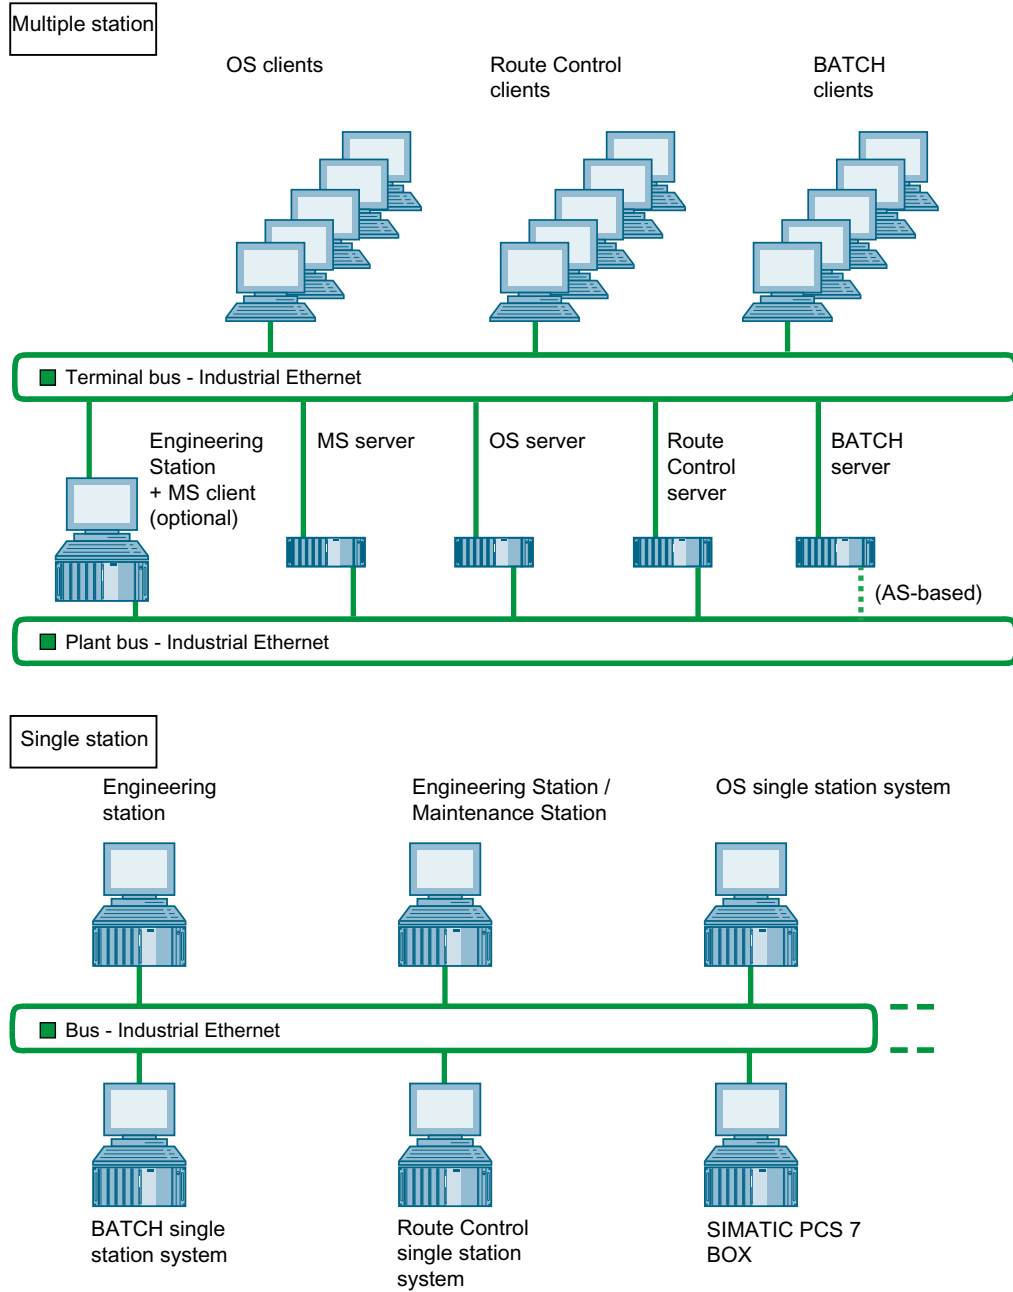 Multiple station
OS clients
Route Control
clients
BATCH
clients
Terminal bus - Industrial Ethernet
Engineering
Station
+ MS client
(optional)
MS server
OS server
Route
Control
server
BATCH
server
(AS-based)
Plant bus - Industrial Ethernet
Single station
Engineering
station
Engineering Station /
Maintenance Station
OS single station system
Bus - Industrial Ethernet
BATCH single
station system
Route Control
single station
system
SIMATIC PCS 7
BOX